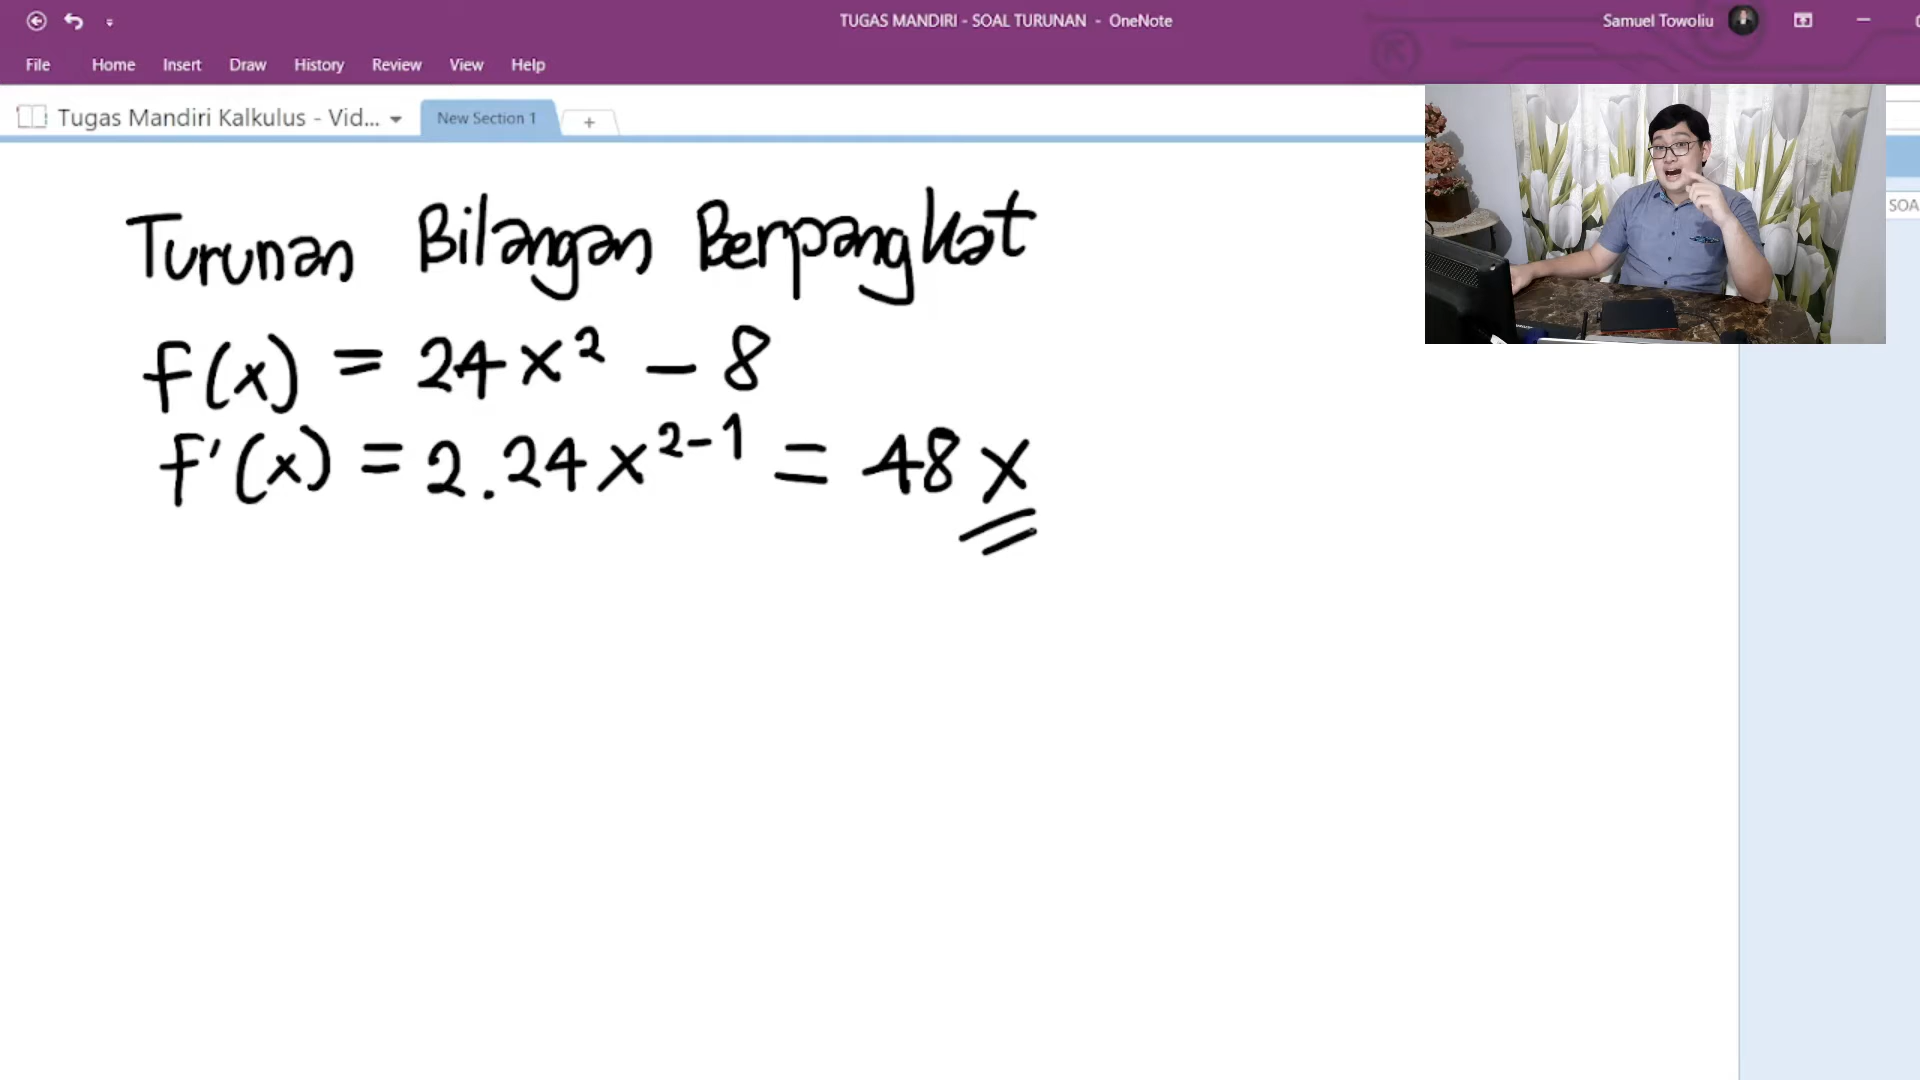 TUGAS MANDIRI - SOAL TURUNAN - OneNote
Samuel Towoliu
File Home Insert Draw History Review View Help
Tugas Mandiri Kalkulus - Vid...
New Section 1
+
SOA
Turunan Bilangan Berpangkat
f(x) = 24x² - 8
f'(x) = 2.24x²⁻¹ = 48x